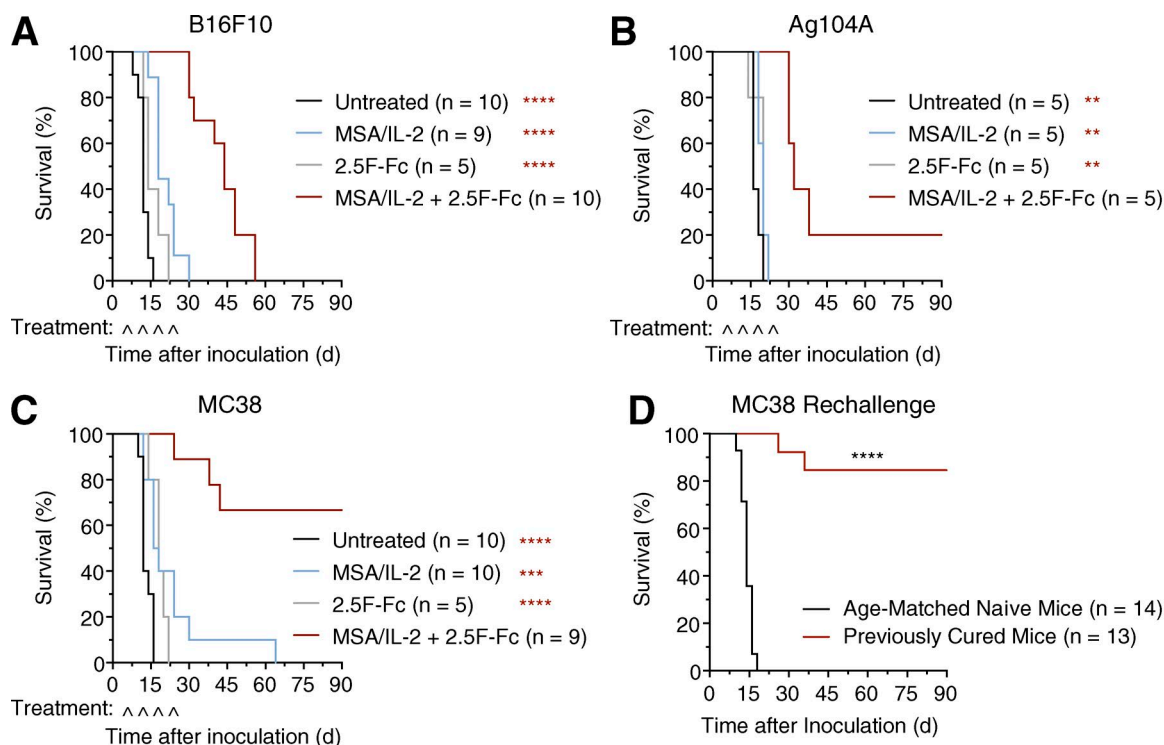 A
B16F10
Survival (%)
100
80
60
40
20
0
0 15 30 45 60 75 90
Untreated (n = 10) ****
MSA/IL-2 (n = 9) ****
2.5F-Fc (n = 5) ****
MSA/IL-2 + 2.5F-Fc (n = 10)
Treatment: ^ ^ ^ ^
Time after inoculation (d)
B
Ag104A
Survival (%)
100
80
60
40
20
0
0 15 30 45 60 75 90
Untreated (n = 5) **
MSA/IL-2 (n = 5) **
2.5F-Fc (n = 5) **
MSA/IL-2 + 2.5F-Fc (n = 5)
Treatment: ^ ^ ^ ^
Time after inoculation (d)
C
MC38
Survival (%)
100
80
60
40
20
0
0 15 30 45 60 75 90
Untreated (n = 10) ****
MSA/IL-2 (n = 10) ***
2.5F-Fc (n = 5) ****
MSA/IL-2 + 2.5F-Fc (n = 9)
Treatment: ^ ^ ^ ^
Time after inoculation (d)
D
MC38 Rechallenge
Survival (%)
100
80
60
40
20
0
0 15 30 45 60 75 90
****
Age-Matched Naive Mice (n = 14)
Previously Cured Mice (n = 13)
Time after Inoculation (d)